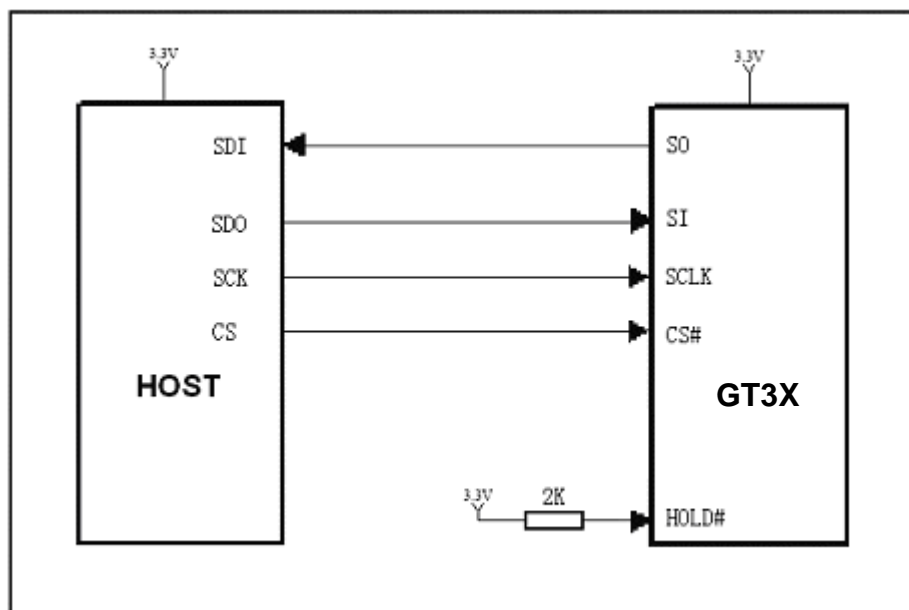 3.3V
3.3V
SDI
SO
SDO
SI
SCK
SCLK
CS
CS#
HOST
GT3X
3.3V
2K
HOLD#